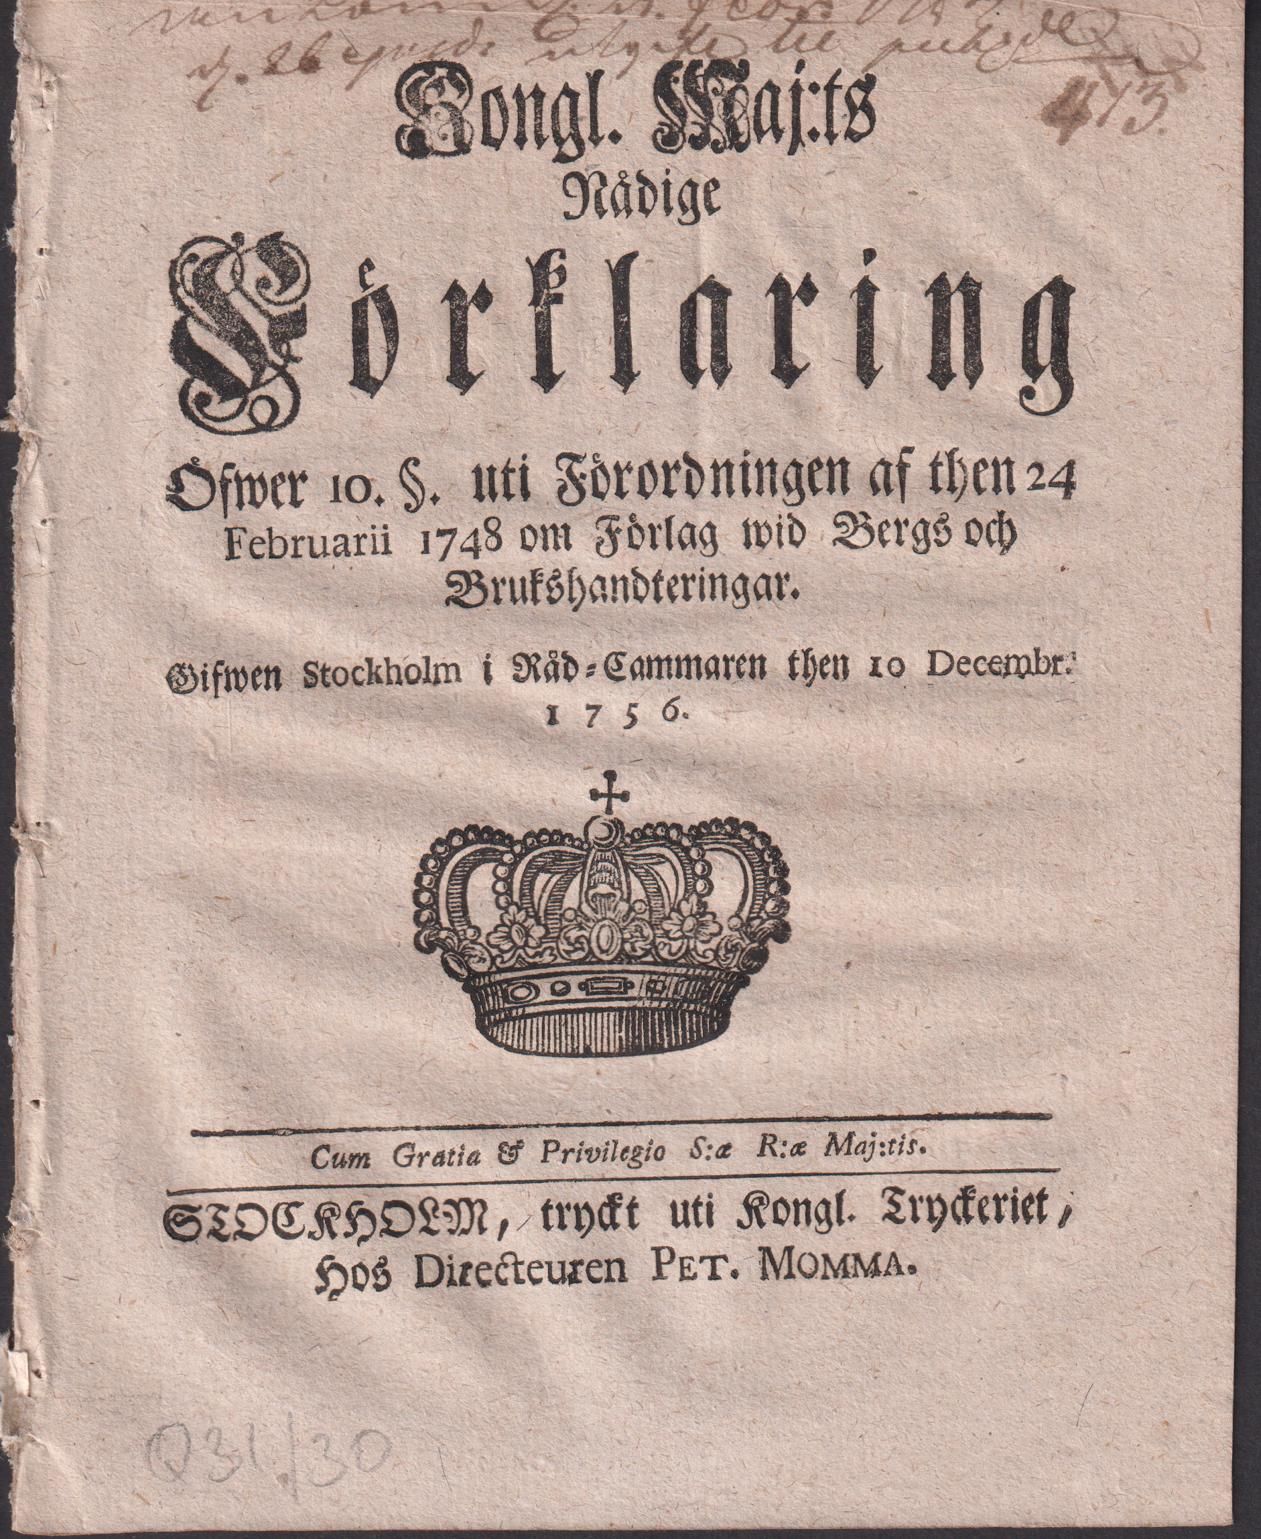 til
413.
Kongl. Maj:ts
Nådige
Förklaring
Öfwer 10. §. uti Förordningen af then 24
Februarii 1748 om Förlag wid Bergs och
Brukshandteringar.
Gifwen Stockholm i Råd-Cammaren then 10 Decembr.
1756.
Cum Gratia & Privilegio S:æ R:æ Maj:tis.
STOCKHOLM, tryckt uti Kongl. Tryckeriet,
Hos Directeuren PET. MOMMA.
Q31/30